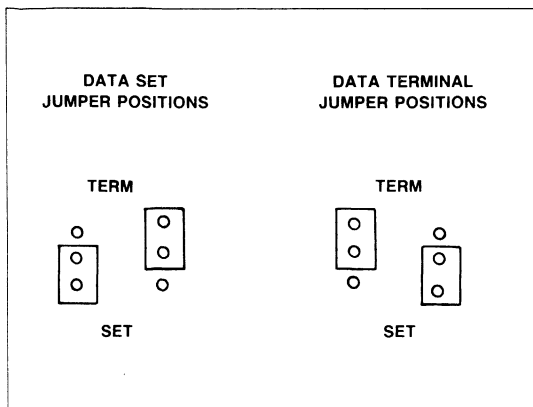 DATA SET
JUMPER POSITIONS
TERM
SET
DATA TERMINAL
JUMPER POSITIONS
TERM
SET